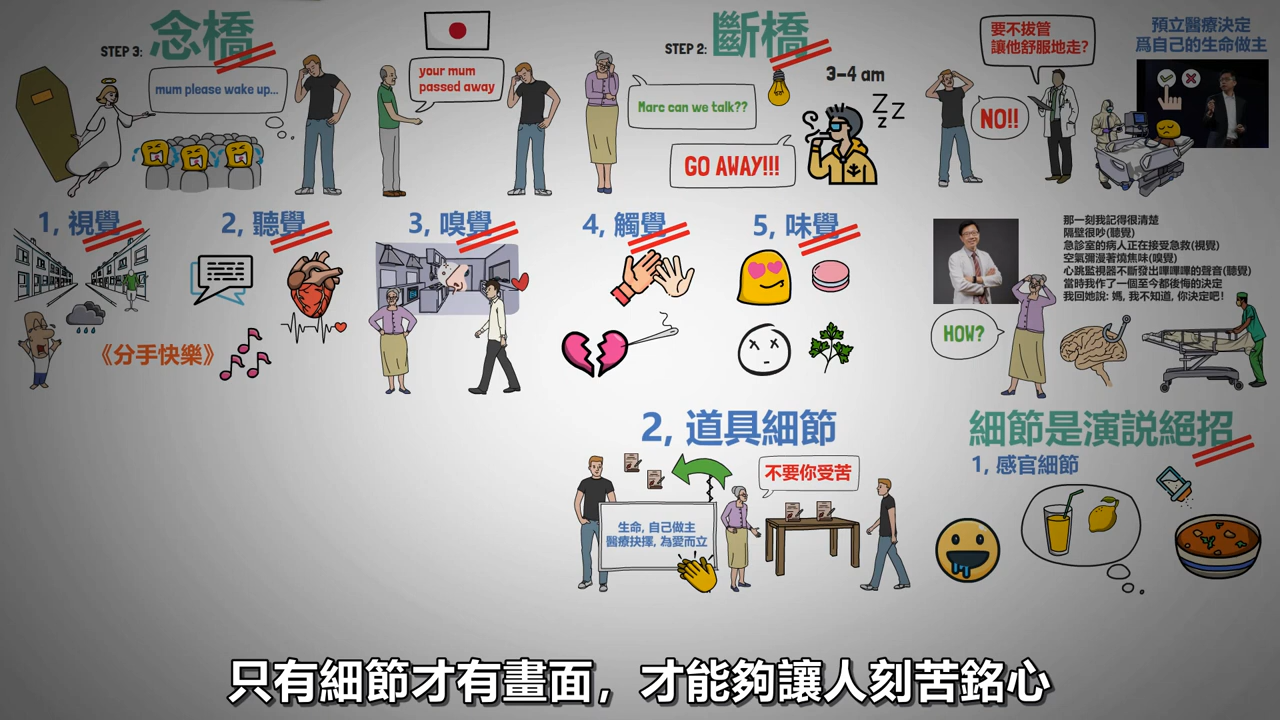 STEP 3: 念橋
mum please wake up...
your mum
passed away
STEP 2: 斷橋
Marc can we talk??
GO AWAY!!!
3-4 am
Z Z
Z
要不拔管
讓他舒服地走?
NO!!
預立醫療決定
爲自己的生命做主
1, 視覺
2, 聽覺
《分手快樂》
3, 嗅覺
4, 觸覺
5, 味覺
那一刻我記得很清楚
隔壁很吵(聽覺)
急診室的病人正在接受急救(視覺)
空氣彌漫著燒焦味(嗅覺)
心跳監視器不斷發出嗶嗶嗶的聲音(聽覺)
當時我作了一個至今都後悔的決定
我回她說: 媽, 我不知道, 你決定吧!
HOW?
2, 道具細節
不要你受苦
生命, 自己做主
醫療抉擇, 為愛而立
細節是演説絕招
1, 感官細節
只有細節才有畫面，才能夠讓人刻苦銘心